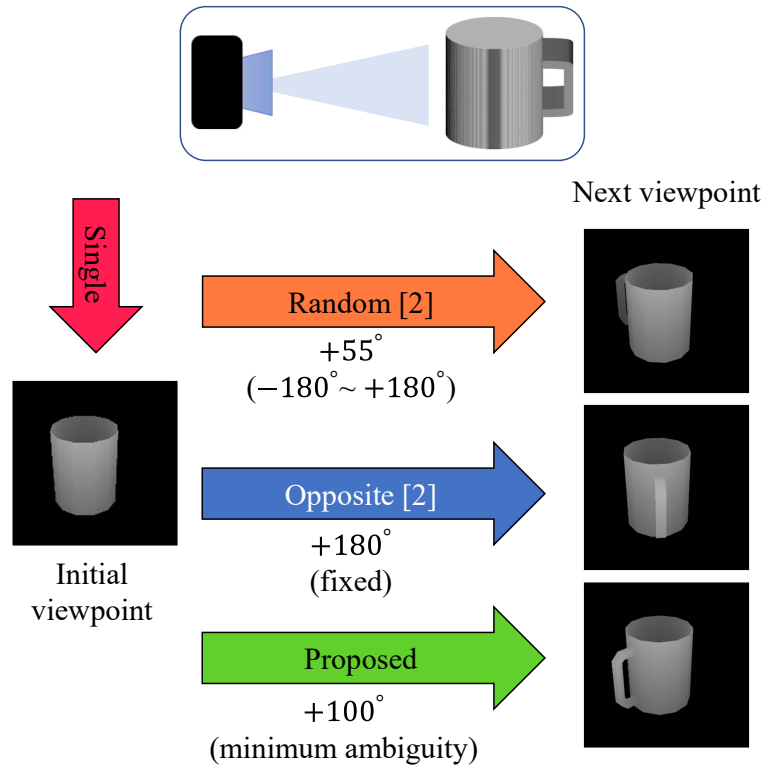 Next viewpoint
Single
Random [2]
+55°
(−180°~ +180°)
Opposite [2]
+180°
(fixed)
Initial
viewpoint
Proposed
+100°
(minimum ambiguity)